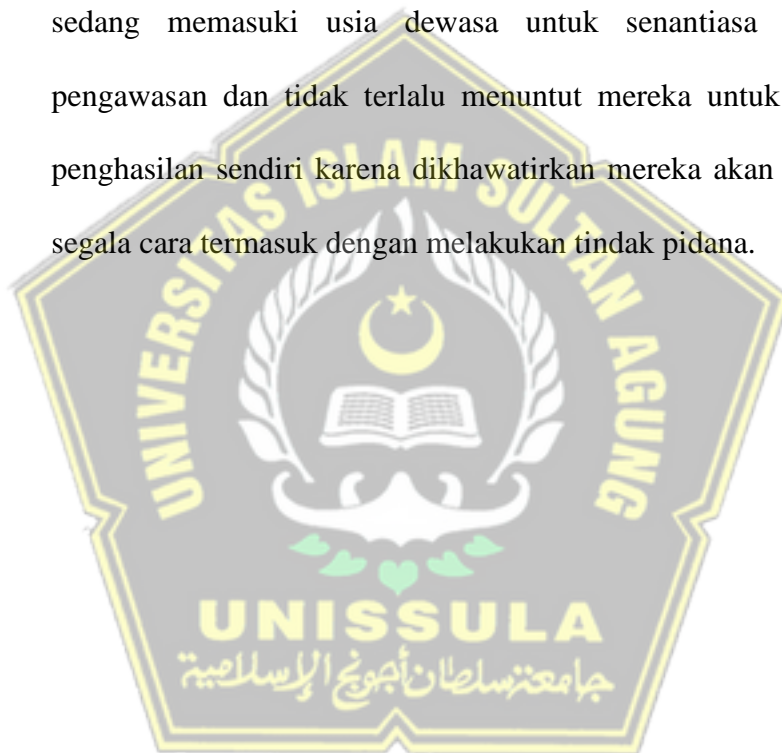 sedang memasuki usia dewasa untuk senantiasa
pengawasan dan tidak terlalu menuntut mereka untuk
penghasilan sendiri karena dikhawatirkan mereka akan
segala cara termasuk dengan melakukan tindak pidana.
UNIVERSITAS ISLAM SULTAN AGUNG
UNISSULA
جامعة سلطان أجونج الإسلامية